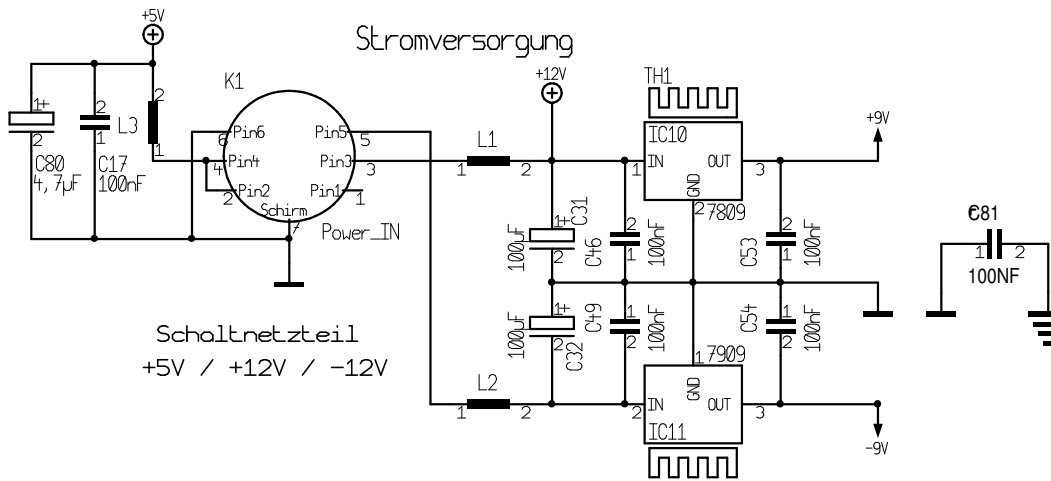 Stromversorgung
+5V
K1
1+
2
C80
4,7µF
2
1
C17
100nF
L3
2
1
6
Pin6
4
Pin4
2
Pin2
Pin5
5
Pin3
3
Pin1
1
Schirm
7
Power_IN
L1
1
2
+12V
TH1
IC10
IN
OUT
GND
1
3
2
7809
+9V
1+
2
C31
100µF
C46
2
1
100nF
C53
2
1
100nF
1+
2
C32
100µF
C49
1
2
100nF
C54
1
2
100nF
C81
1
2
100NF
Schaltnetzteil
+5V / +12V / -12V
L2
1
2
1
7909
GND
2
IN
OUT
3
IC11
-9V